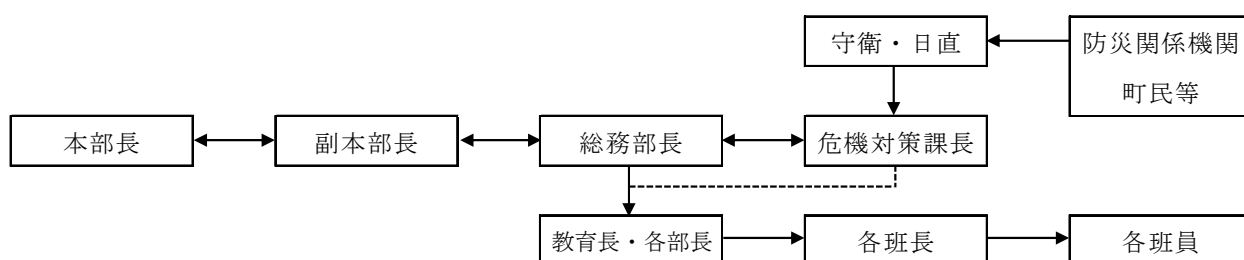 守衛・日直
防災関係機関
町民等
本部長
副本部長
総務部長
危機対策課長
教育長・各部長
各班長
各班員